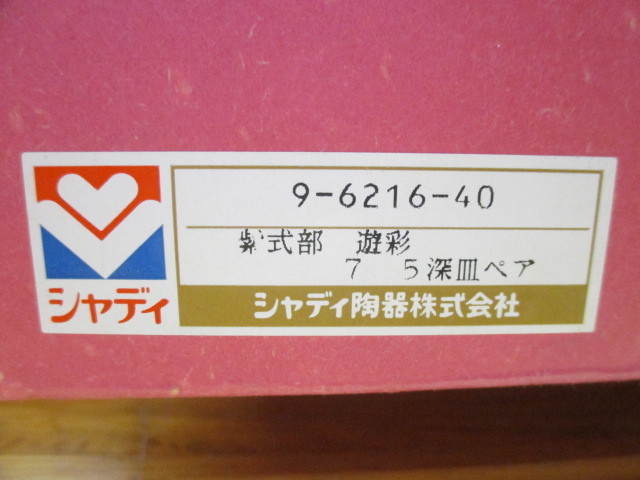 シャディ
9-6216-40
紫式部 遊彩
7 5深皿ペア
シャディ陶器株式会社